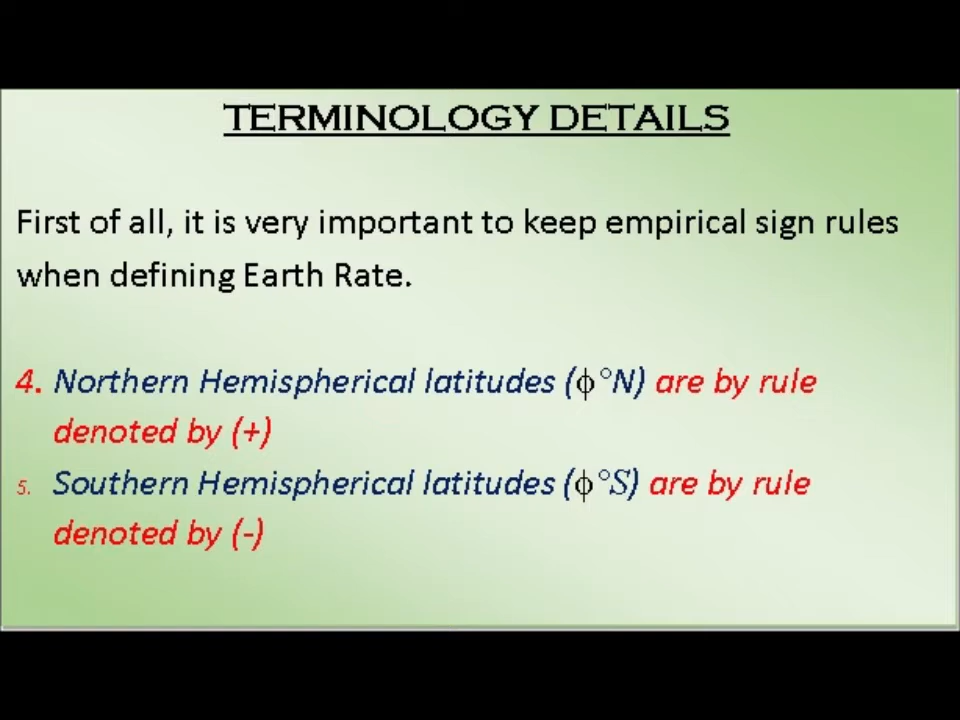 TERMINOLOGY DETAILS
First of all, it is very important to keep empirical sign rules
when defining Earth Rate.
4. Northern Hemispherical latitudes (ϕ°N) are by rule
denoted by (+)
5. Southern Hemispherical latitudes (ϕ°S) are by rule
denoted by (-)